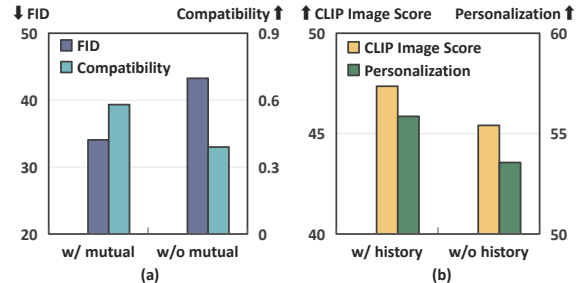 ⬇FID
Compatibility⬆
50
40
30
20
FID
Compatibility
0.9
0.6
0.3
0
w/ mutual
w/o mutual
(a)
⬆CLIP Image Score
Personalization⬆
50
45
40
CLIP Image Score
Personalization
60
55
50
w/ history
w/o history
(b)